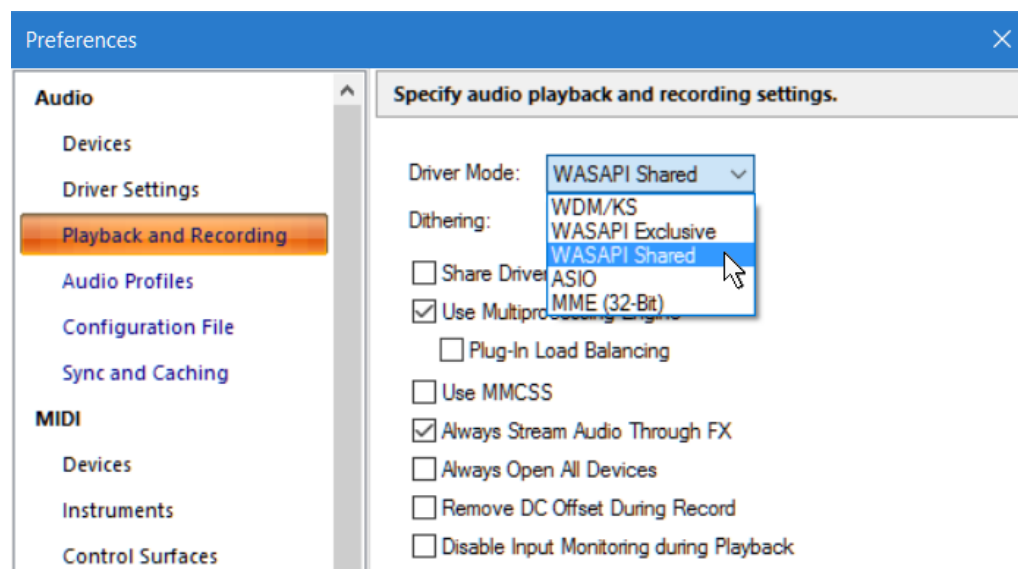 Preferences
Audio
Devices
Driver Settings
Playback and Recording
Audio Profiles
Configuration File
Sync and Caching
MIDI
Devices
Instruments
Control Surfaces
Specify audio playback and recording settings.
Driver Mode: WASAPI Shared
WDM/KS
WASAPI Exclusive
WASAPI Shared
ASIO
MME (32-Bit)
Dithering:
Share Driver
Use Engine
Plug-In Load Balancing
Use MMCSS
Always Stream Audio Through FX
Always Open All Devices
Remove DC Offset During Record
Disable Input Monitoring during Playback